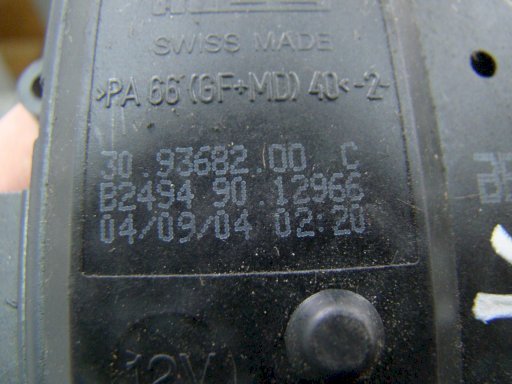 SWISS MADE
>PA 66 (GF+MD) 40<-2-
30.93682.00 C
B2494 90.12966
04/09/04 02:20
12V